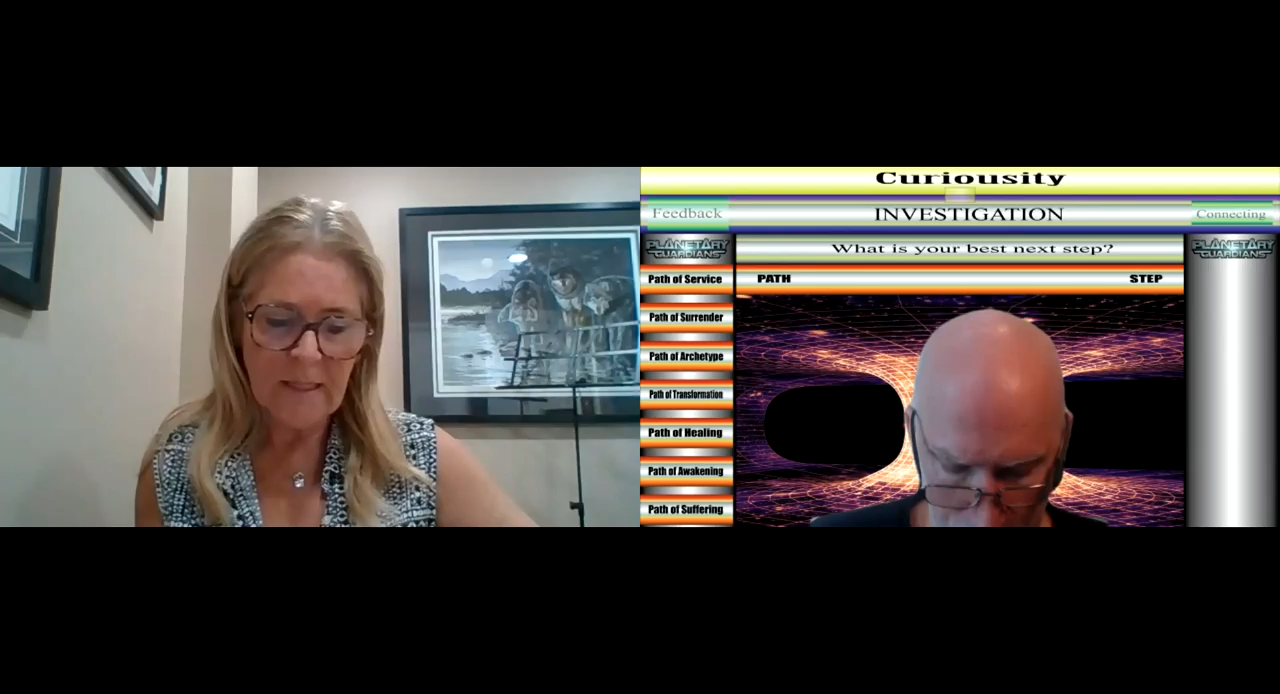 Curiousity
Feedback
INVESTIGATION
Connecting
PLANETARY
GUARDIANS
What is your best next step?
PLANETARY
GUARDIANS
Path of Service
PATH
STEP
Path of Surrender
Path of Archetype
Path of Transformation
Path of Healing
Path of Awakening
Path of Suffering